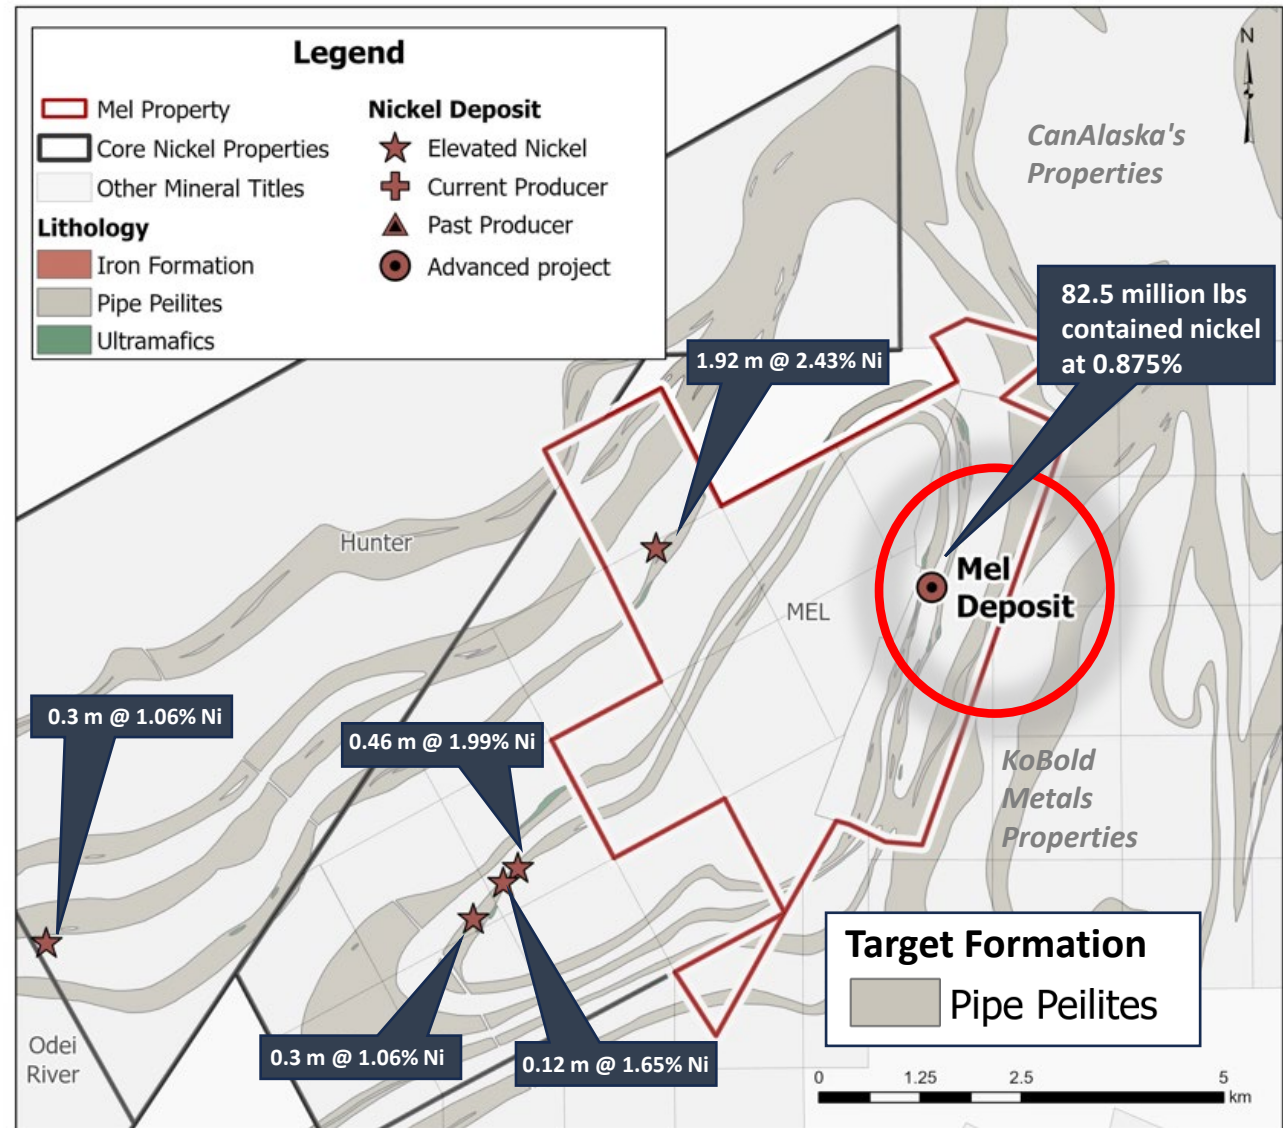 Legend
Mel Property
Core Nickel Properties
Other Mineral Titles
Lithology
Iron Formation
Pipe Peilites
Ultramafics
Nickel Deposit
Elevated Nickel
Current Producer
Past Producer
Advanced project
N
CanAlaska's
Properties
82.5 million lbs
contained nickel
at 0.875%
1.92 m @ 2.43% Ni
Hunter
Mel
Deposit
MEL
0.3 m @ 1.06% Ni
0.46 m @ 1.99% Ni
KoBold
Metals
Properties
Target Formation
Pipe Peilites
Odei
River
0.3 m @ 1.06% Ni
0.12 m @ 1.65% Ni
0 1.25 2.5 5
km